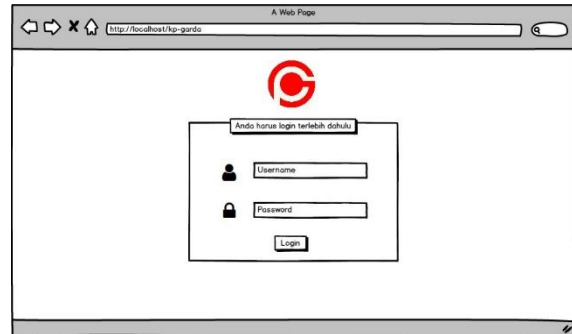 A Web Page
http://localhost/kp-garda
Anda harus login terlebih dahulu
Username
Password
Login